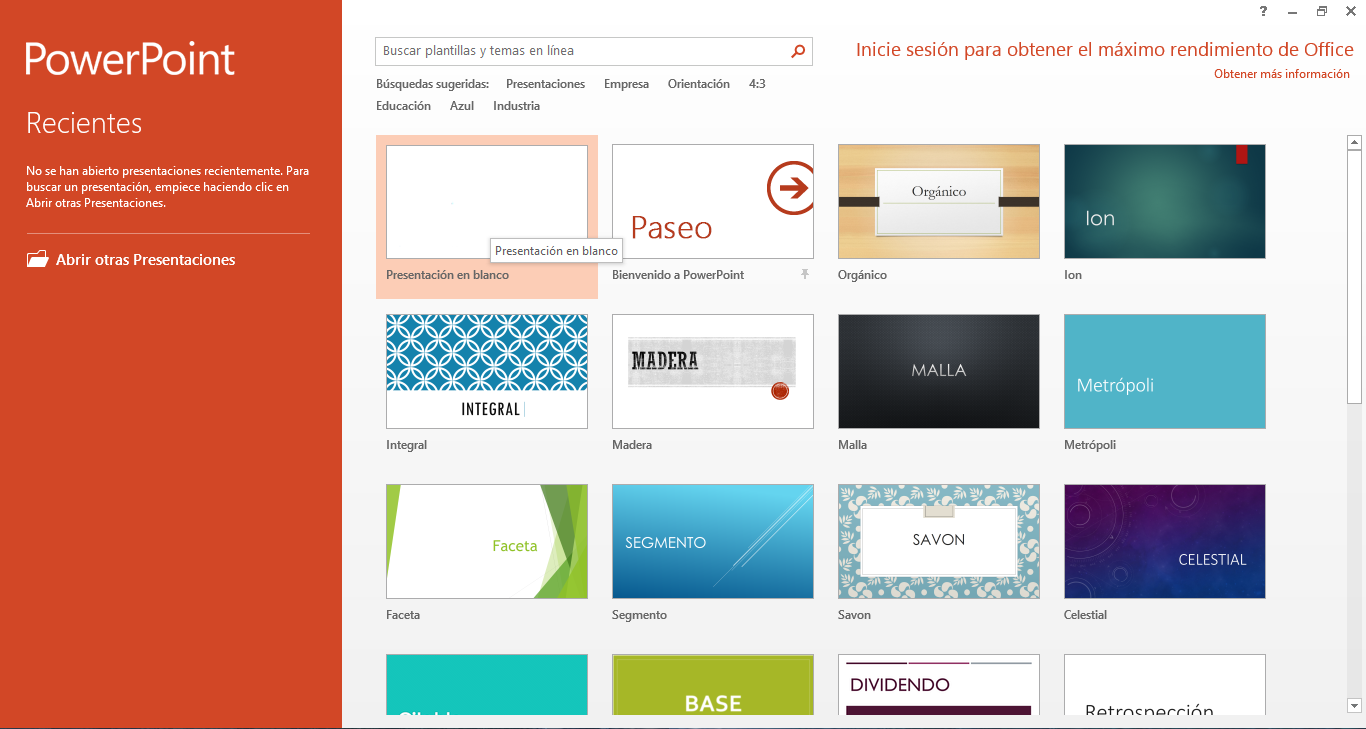 ?
PowerPoint
Recientes
No se han abierto presentaciones recientemente. Para
buscar un presentación, empiece haciendo clic en
Abrir otras Presentaciones.
Abrir otras Presentaciones
Buscar plantillas y temas en línea
Inicie sesión para obtener el máximo rendimiento de Office
Obtener más información
Búsquedas sugeridas: Presentaciones Empresa Orientación 4:3
Educación Azul Industria
Presentación en blanco
Presentación en blanco
Paseo
Bienvenido a PowerPoint
Orgánico
Orgánico
Ion
Ion
INTEGRAL
Integral
MADERA
Madera
MALLA
Malla
Metrópoli
Metrópoli
Faceta
Faceta
SEGMENTO
Segmento
SAVON
Savon
CELESTIAL
Celestial
BASE
DIVIDENDO
Retrospección